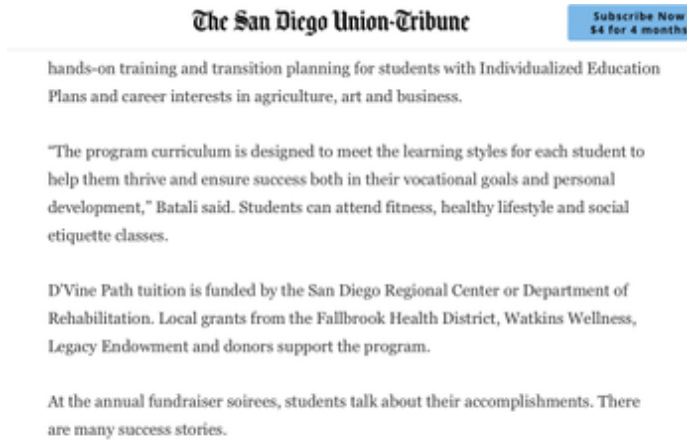 The San Diego Union-Tribune
Subscribe Now
$4 for 4 months
hands-on training and transition planning for students with Individualized Education
Plans and career interests in agriculture, art and business.
"The program curriculum is designed to meet the learning styles for each student to
help them thrive and ensure success both in their vocational goals and personal
development," Batali said. Students can attend fitness, healthy lifestyle and social
etiquette classes.
D'Vine Path tuition is funded by the San Diego Regional Center or Department of
Rehabilitation. Local grants from the Fallbrook Health District, Watkins Wellness,
Legacy Endowment and donors support the program.
At the annual fundraiser soirees, students talk about their accomplishments. There
are many success stories.